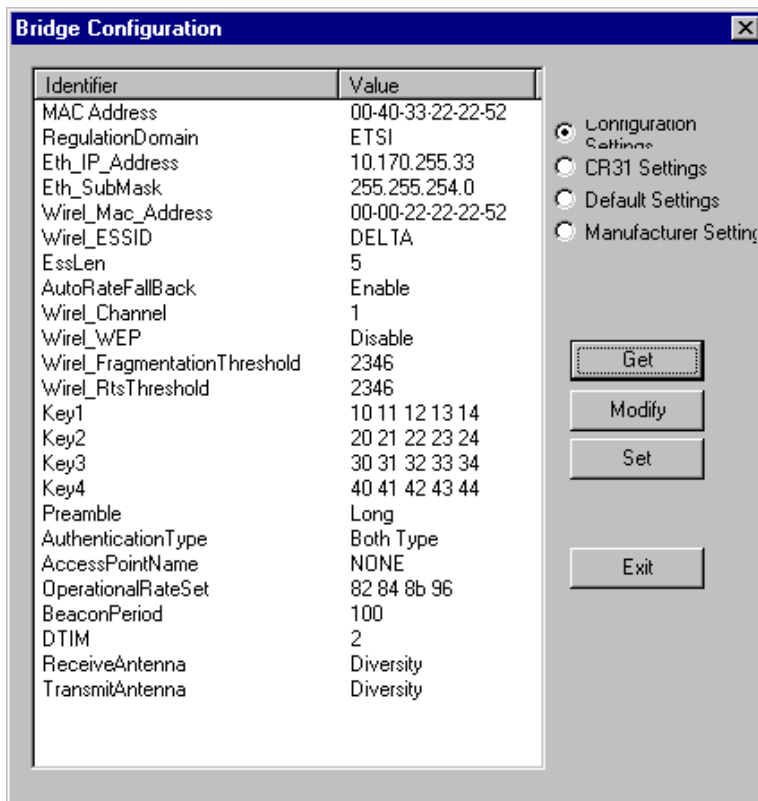 Bridge Configuration
Identifier Value
MAC Address 00-40-33-22-22-52
RegulationDomain ETSI
Eth_IP_Address 10.170.255.33
Eth_SubMask 255.255.254.0
Wirel_Mac_Address 00-00-22-22-22-52
Wirel_ESSID DELTA
EssLen 5
AutoRateFallBack Enable
Wirel_Channel 1
Wirel_WEP Disable
Wirel_FragmentationThreshold 2346
Wirel_RtsThreshold 2346
Key1 10 11 12 13 14
Key2 20 21 22 23 24
Key3 30 31 32 33 34
Key4 40 41 42 43 44
Preamble Long
AuthenticationType Both Type
AccessPointName NONE
OperationalRateSet 82 84 8b 96
BeaconPeriod 100
DTIM 2
ReceiveAntenna Diversity
TransmitAntenna Diversity
Configuration
Settings
CR31 Settings
Default Settings
Manufacturer Setting
Get
Modify
Set
Exit